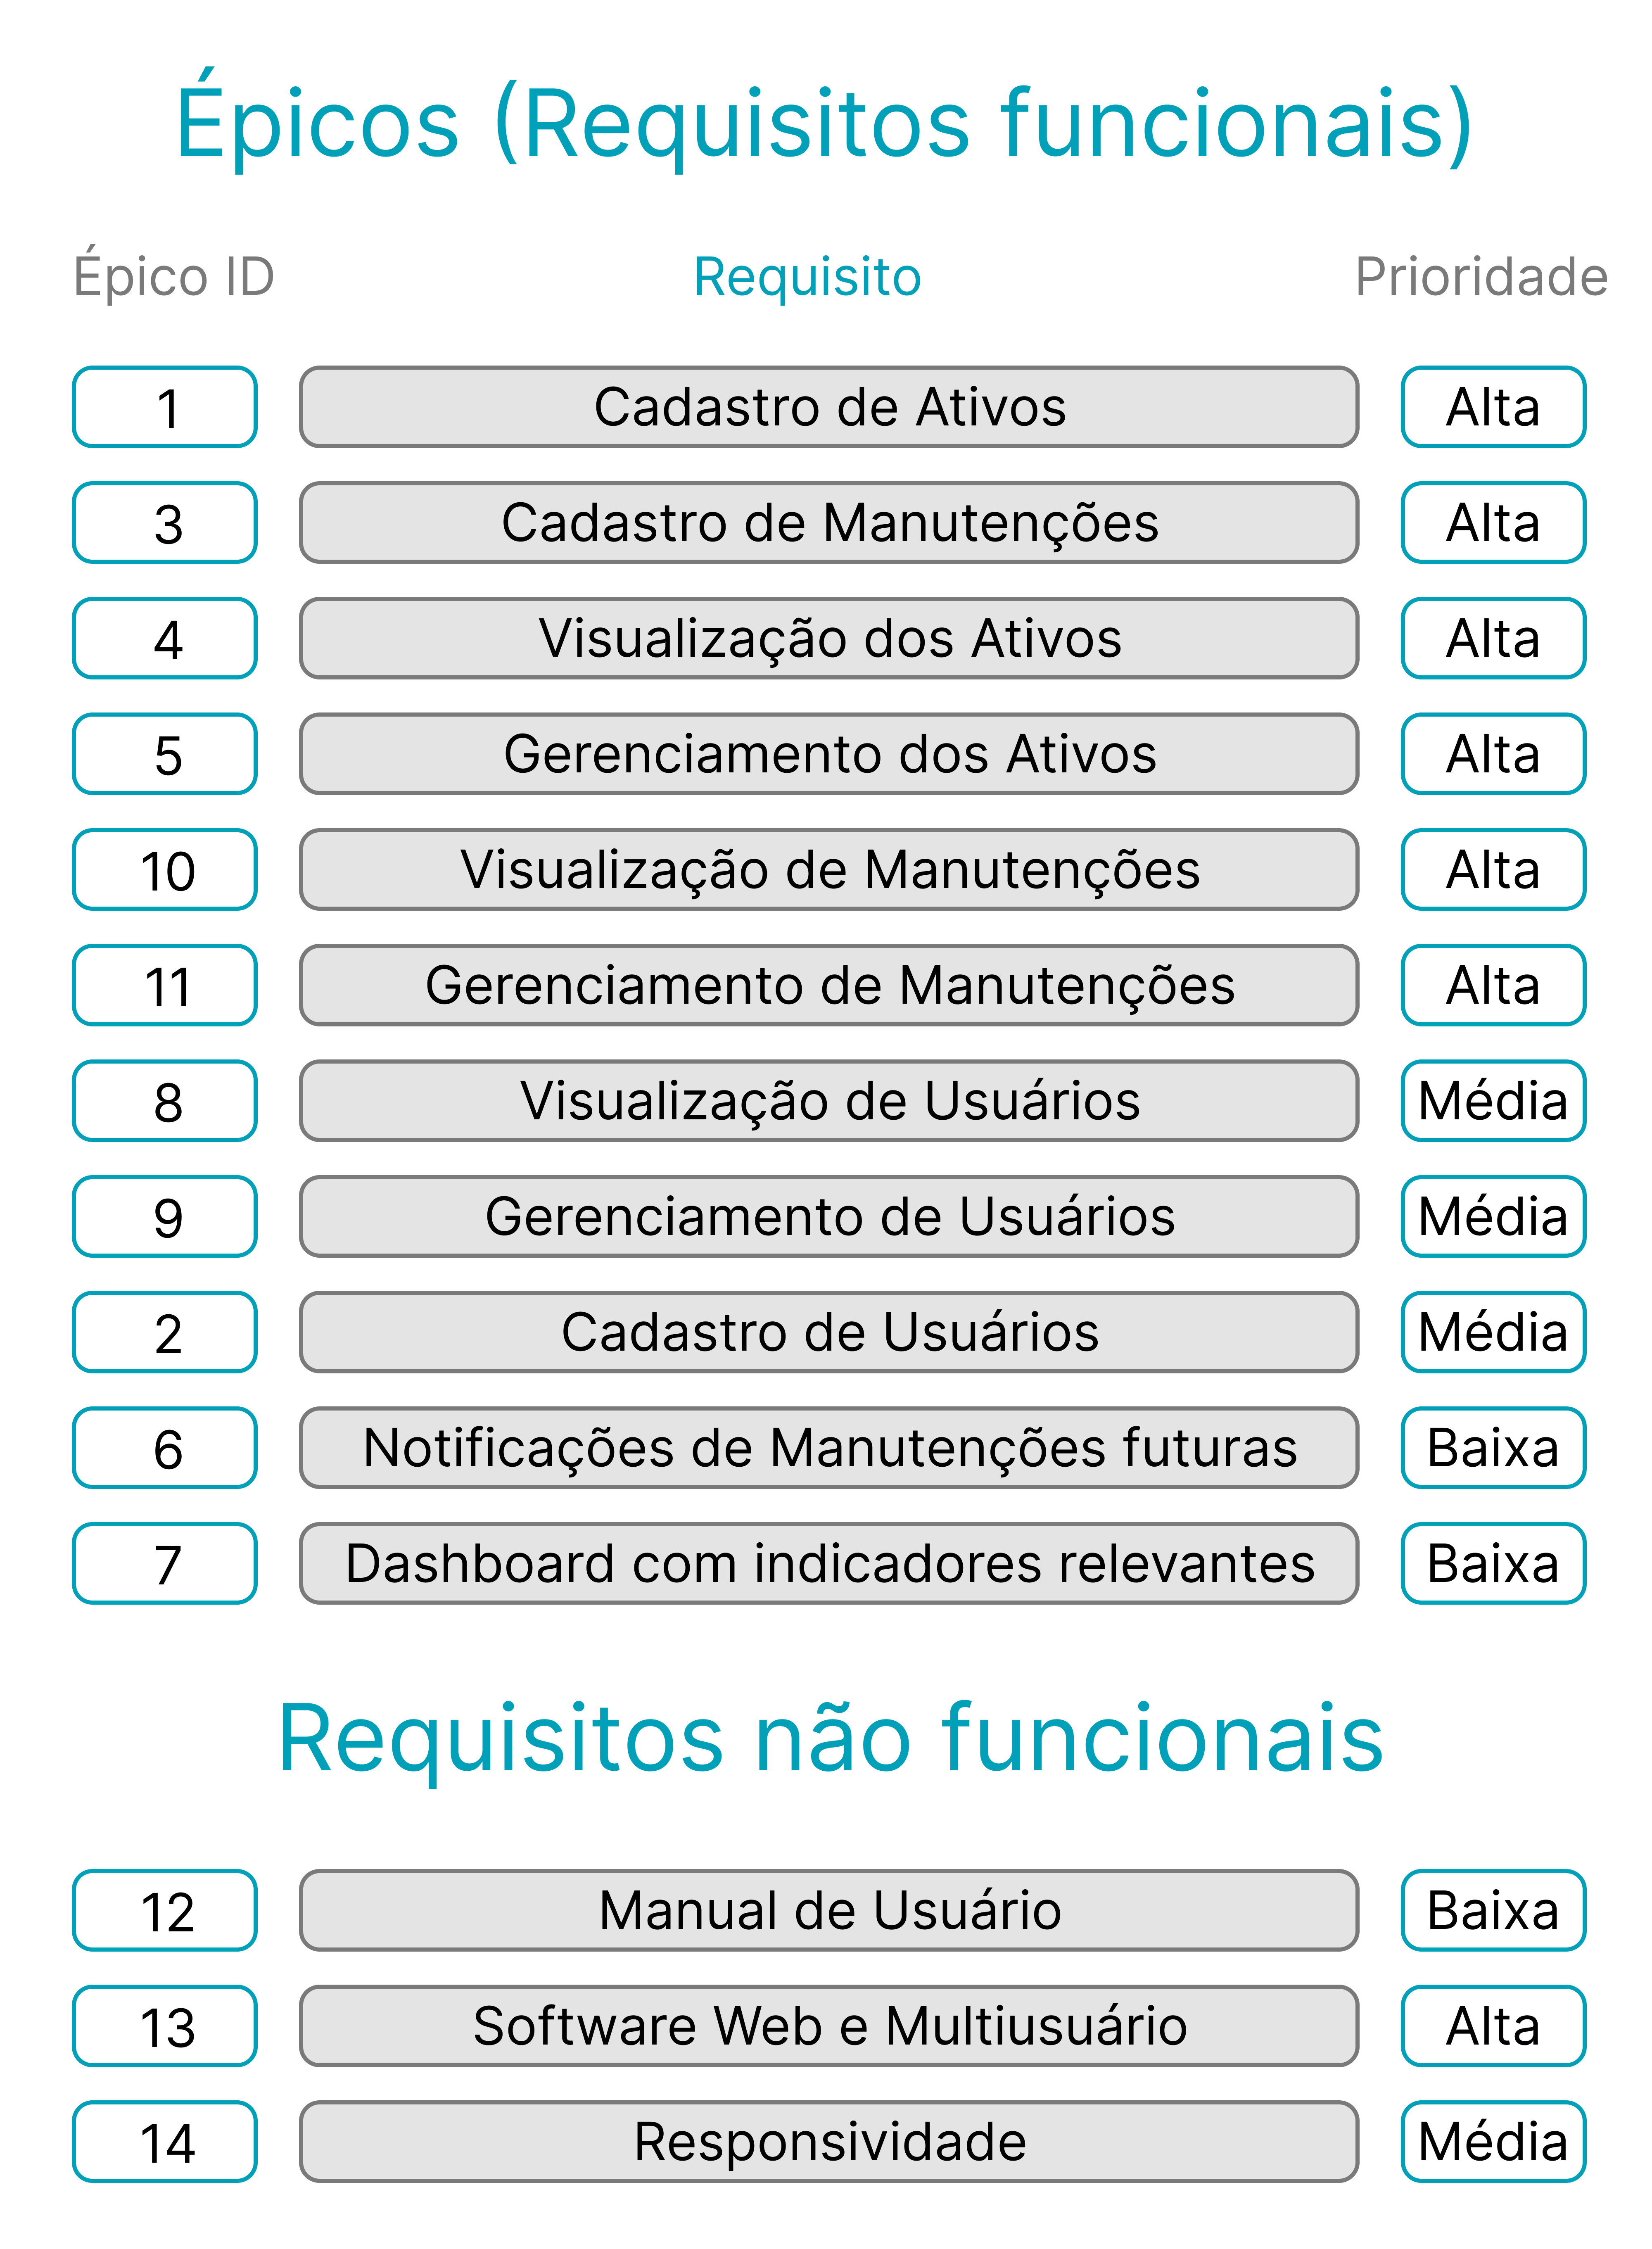 Épicos (Requisitos funcionais)
Épico ID Requisito Prioridade
1 Cadastro de Ativos Alta
3 Cadastro de Manutenções Alta
4 Visualização dos Ativos Alta
5 Gerenciamento dos Ativos Alta
10 Visualização de Manutenções Alta
11 Gerenciamento de Manutenções Alta
8 Visualização de Usuários Média
9 Gerenciamento de Usuários Média
2 Cadastro de Usuários Média
6 Notificações de Manutenções futuras Baixa
7 Dashboard com indicadores relevantes Baixa
Requisitos não funcionais
12 Manual de Usuário Baixa
13 Software Web e Multiusuário Alta
14 Responsividade Média